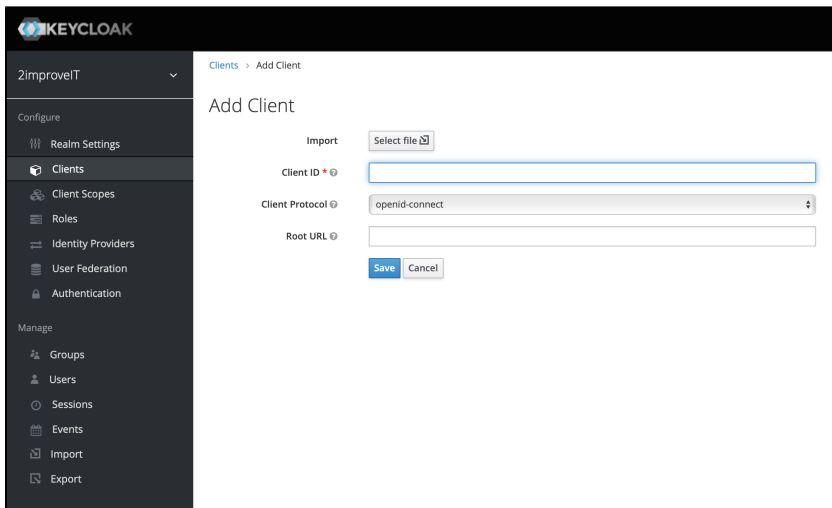 KEYCLOAK
2improveIT
Configure
Realm Settings
Clients
Client Scopes
Roles
Identity Providers
User Federation
Authentication
Manage
Groups
Users
Sessions
Events
Import
Export
Clients > Add Client
Add Client
Import Select file
Client ID *
Client Protocol openid-connect
Root URL
Save Cancel